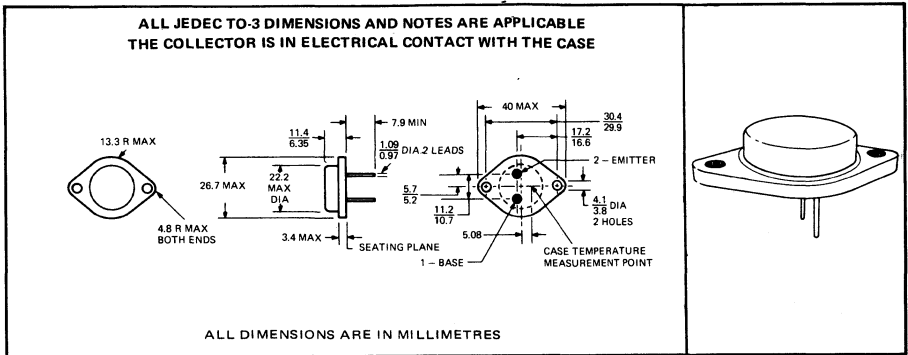 ALL JEDEC TO-3 DIMENSIONS AND NOTES ARE APPLICABLE
THE COLLECTOR IS IN ELECTRICAL CONTACT WITH THE CASE
13.3 R MAX
4.8 R MAX
BOTH ENDS
26.7 MAX
22.2
MAX
DIA
11.4
6.35
7.9 MIN
1.09
0.97
DIA.2 LEADS
3.4 MAX
SEATING PLANE
40 MAX
30.4
29.9
17.2
16.6
2 – EMITTER
5.7
5.2
11.2
10.7
4.1
3.8
DIA
2 HOLES
5.08
1 – BASE
CASE TEMPERATURE
MEASUREMENT POINT
ALL DIMENSIONS ARE IN MILLIMETRES